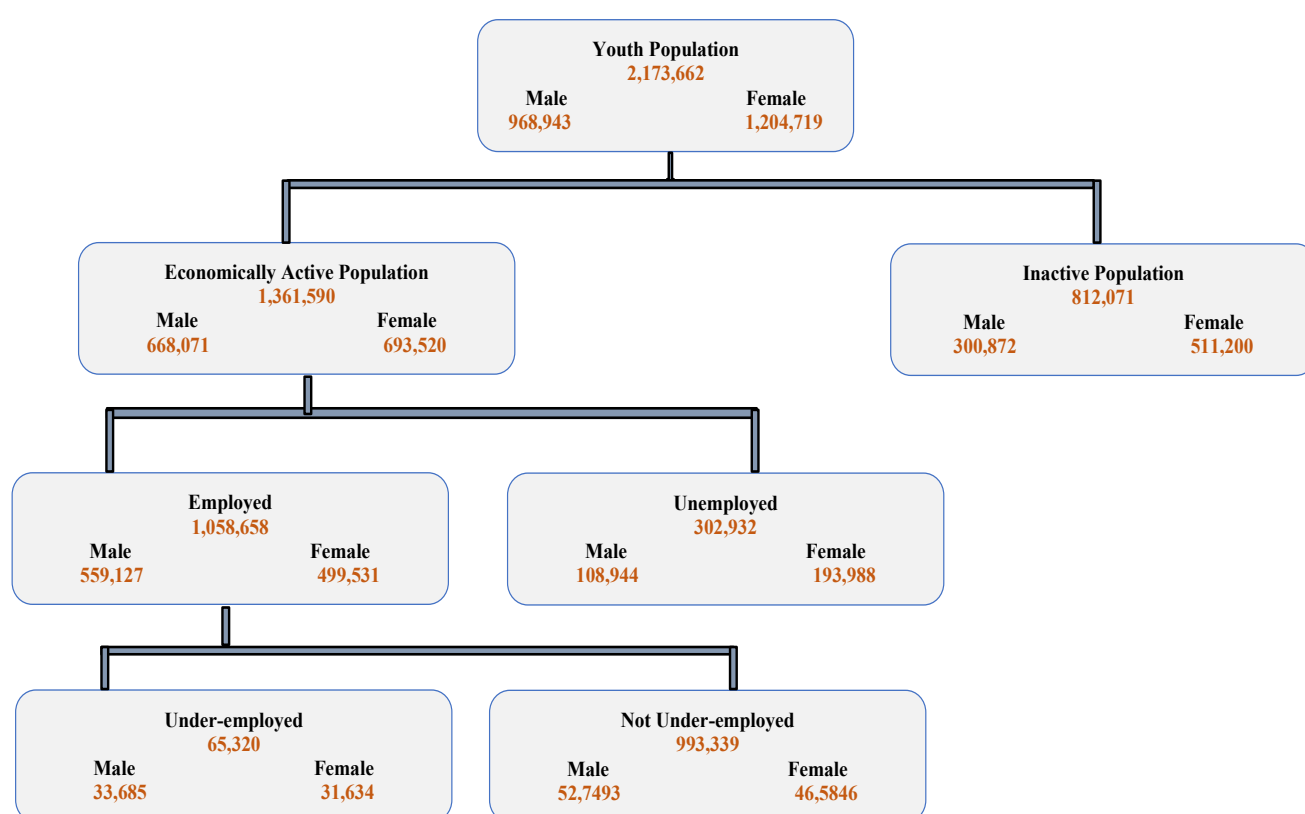 Youth Population
2,173,662
Male Female
968,943 1,204,719
Economically Active Population
1,361,590
Male Female
668,071 693,520
Inactive Population
812,071
Male Female
300,872 511,200
Employed
1,058,658
Male Female
559,127 499,531
Unemployed
302,932
Male Female
108,944 193,988
Under-employed
65,320
Male Female
33,685 31,634
Not Under-employed
993,339
Male Female
52,7493 46,5846